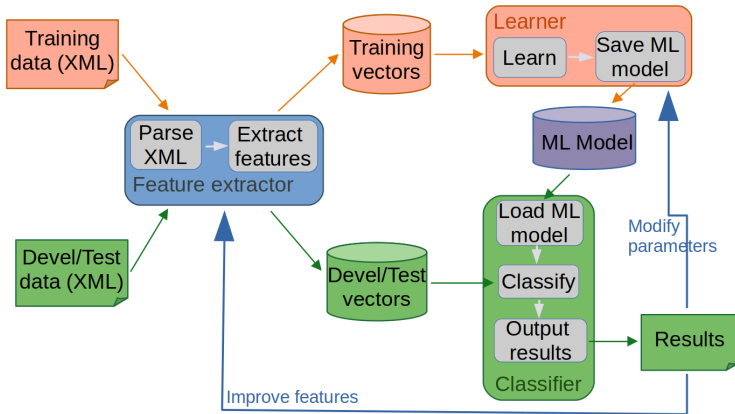 Training
data (XML)
Parse
XML
Extract
features
Feature extractor
Training
vectors
Learner
Learn
Save ML
model
ML Model
Devel/Test
data (XML)
Devel/Test
vectors
Load ML
model
Classify
Output
results
Classifier
Results
Modify
parameters
Improve features